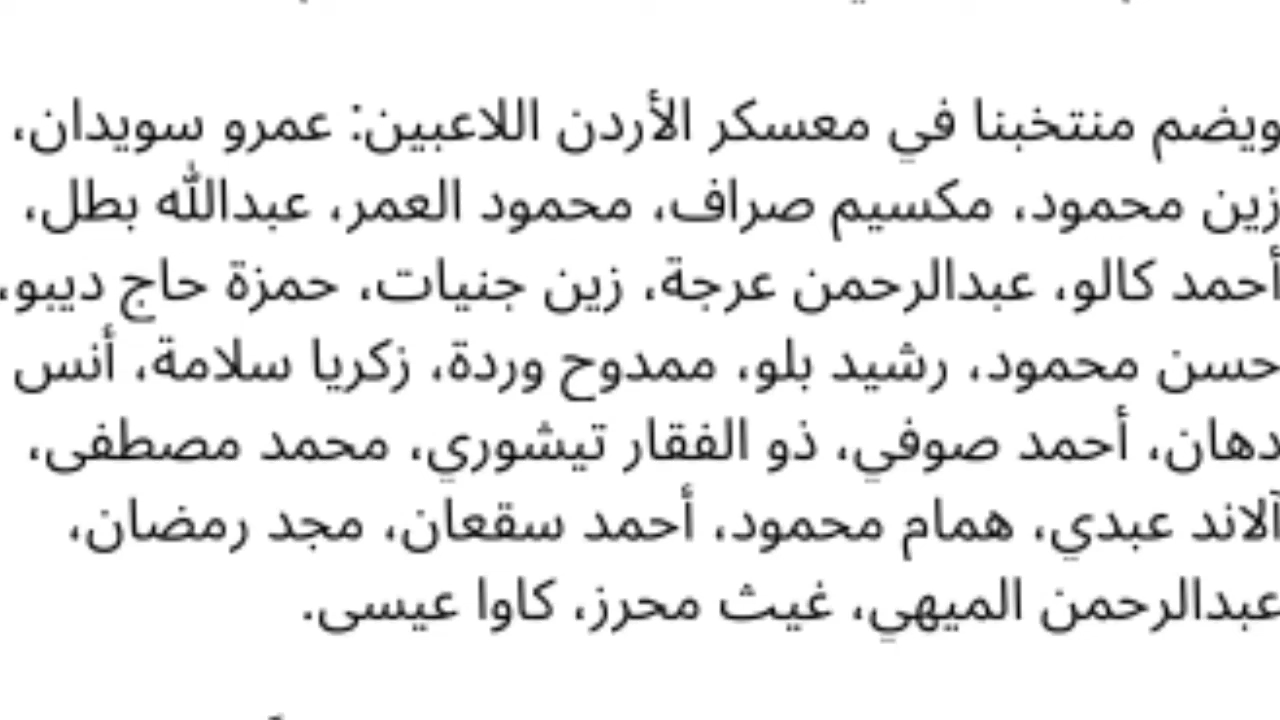 ويضم منتخبنا في معسكر الأردن اللاعبين: عمرو سويدان،
زين محمود، مكسيم صراف، محمود العمر، عبدالله بطل،
أحمد كالو، عبدالرحمن عرجة، زين جنيات، حمزة حاج ديبو،
حسن محمود، رشيد بلو، ممدوح وردة، زكريا سلامة، أنس
دهان، أحمد صوفي، ذو الفقار تيشوري، محمد مصطفى،
آلاند عبدي، همام محمود، أحمد سقعان، مجد رمضان،
عبدالرحمن الميهي، غيث محرز، كاوا عيسى.